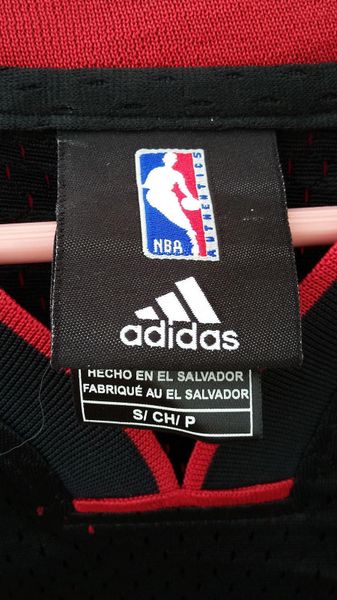 NBA
AUTHENTICS
adidas
HECHO EN EL SALVADOR
FABRIQUÉ AU EL SALVADOR
S/ CH/ P